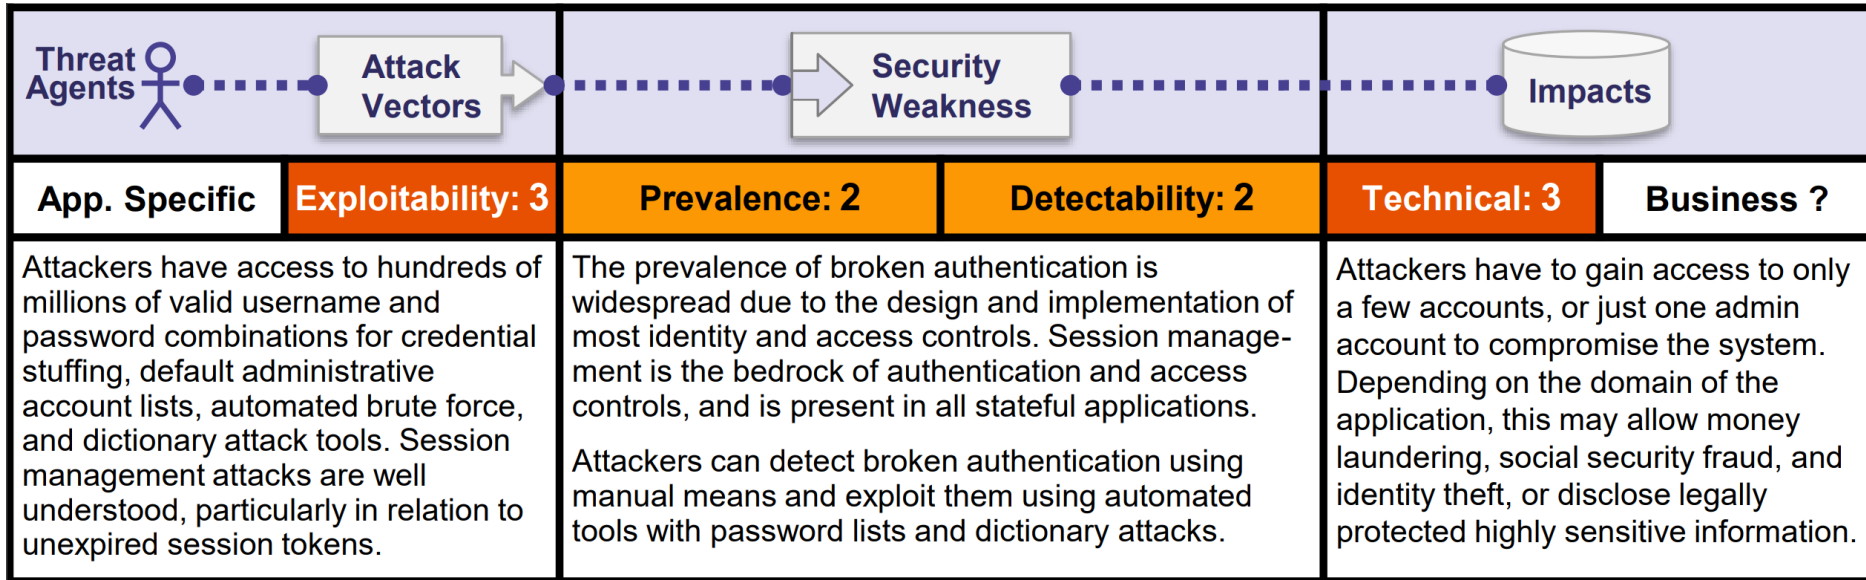 Threat
Agents
Attack
Vectors
Security
Weakness
Impacts
App. Specific
Exploitability: 3
Prevalence: 2
Detectability: 2
Technical: 3
Business ?
Attackers have access to hundreds of
millions of valid username and
password combinations for credential
stuffing, default administrative
account lists, automated brute force,
and dictionary attack tools. Session
management attacks are well
understood, particularly in relation to
unexpired session tokens.
The prevalence of broken authentication is
widespread due to the design and implementation of
most identity and access controls. Session manage-
ment is the bedrock of authentication and access
controls, and is present in all stateful applications.
Attackers can detect broken authentication using
manual means and exploit them using automated
tools with password lists and dictionary attacks.
Attackers have to gain access to only
a few accounts, or just one admin
account to compromise the system.
Depending on the domain of the
application, this may allow money
laundering, social security fraud, and
identity theft, or disclose legally
protected highly sensitive information.